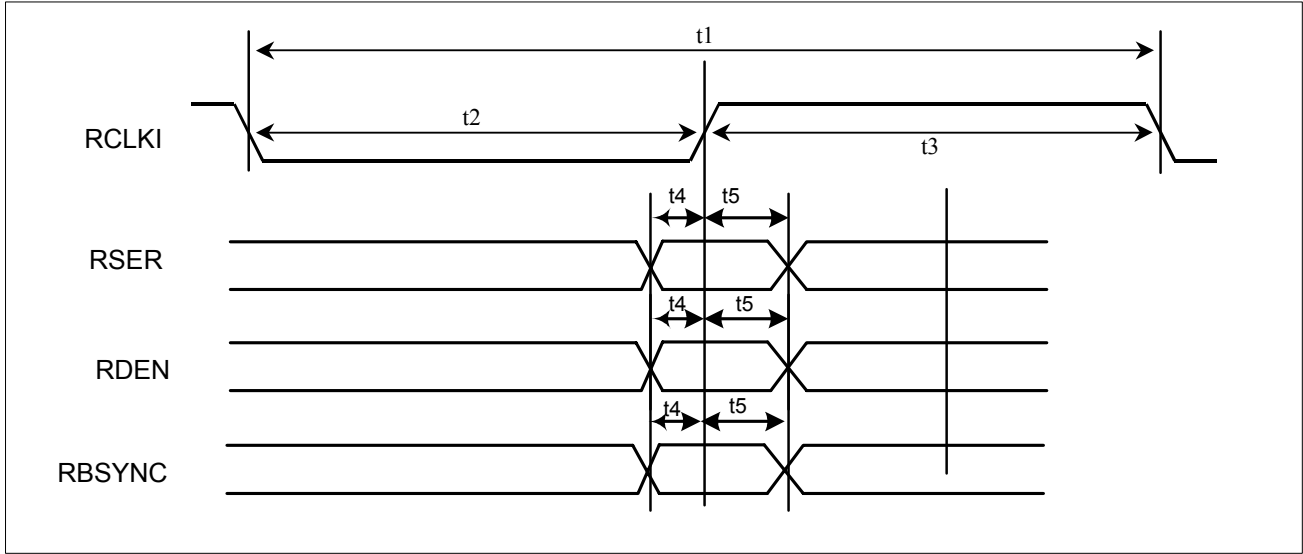 t1
t2
RCLKI
t3
t4 t5
RSER
t4 t5
RDEN
t4 t5
RBSYNC